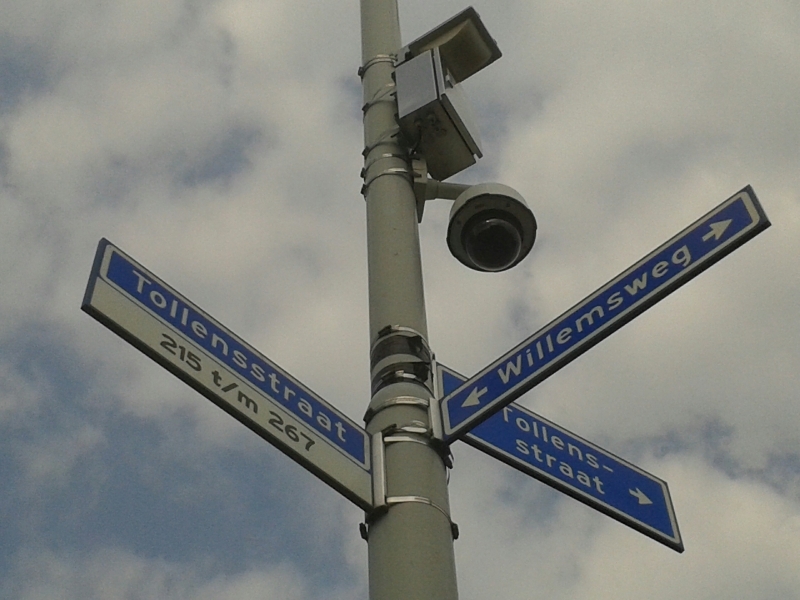 Tollensstraat
215 t/m 267
← Willemsweg →
Tollens-
straat →